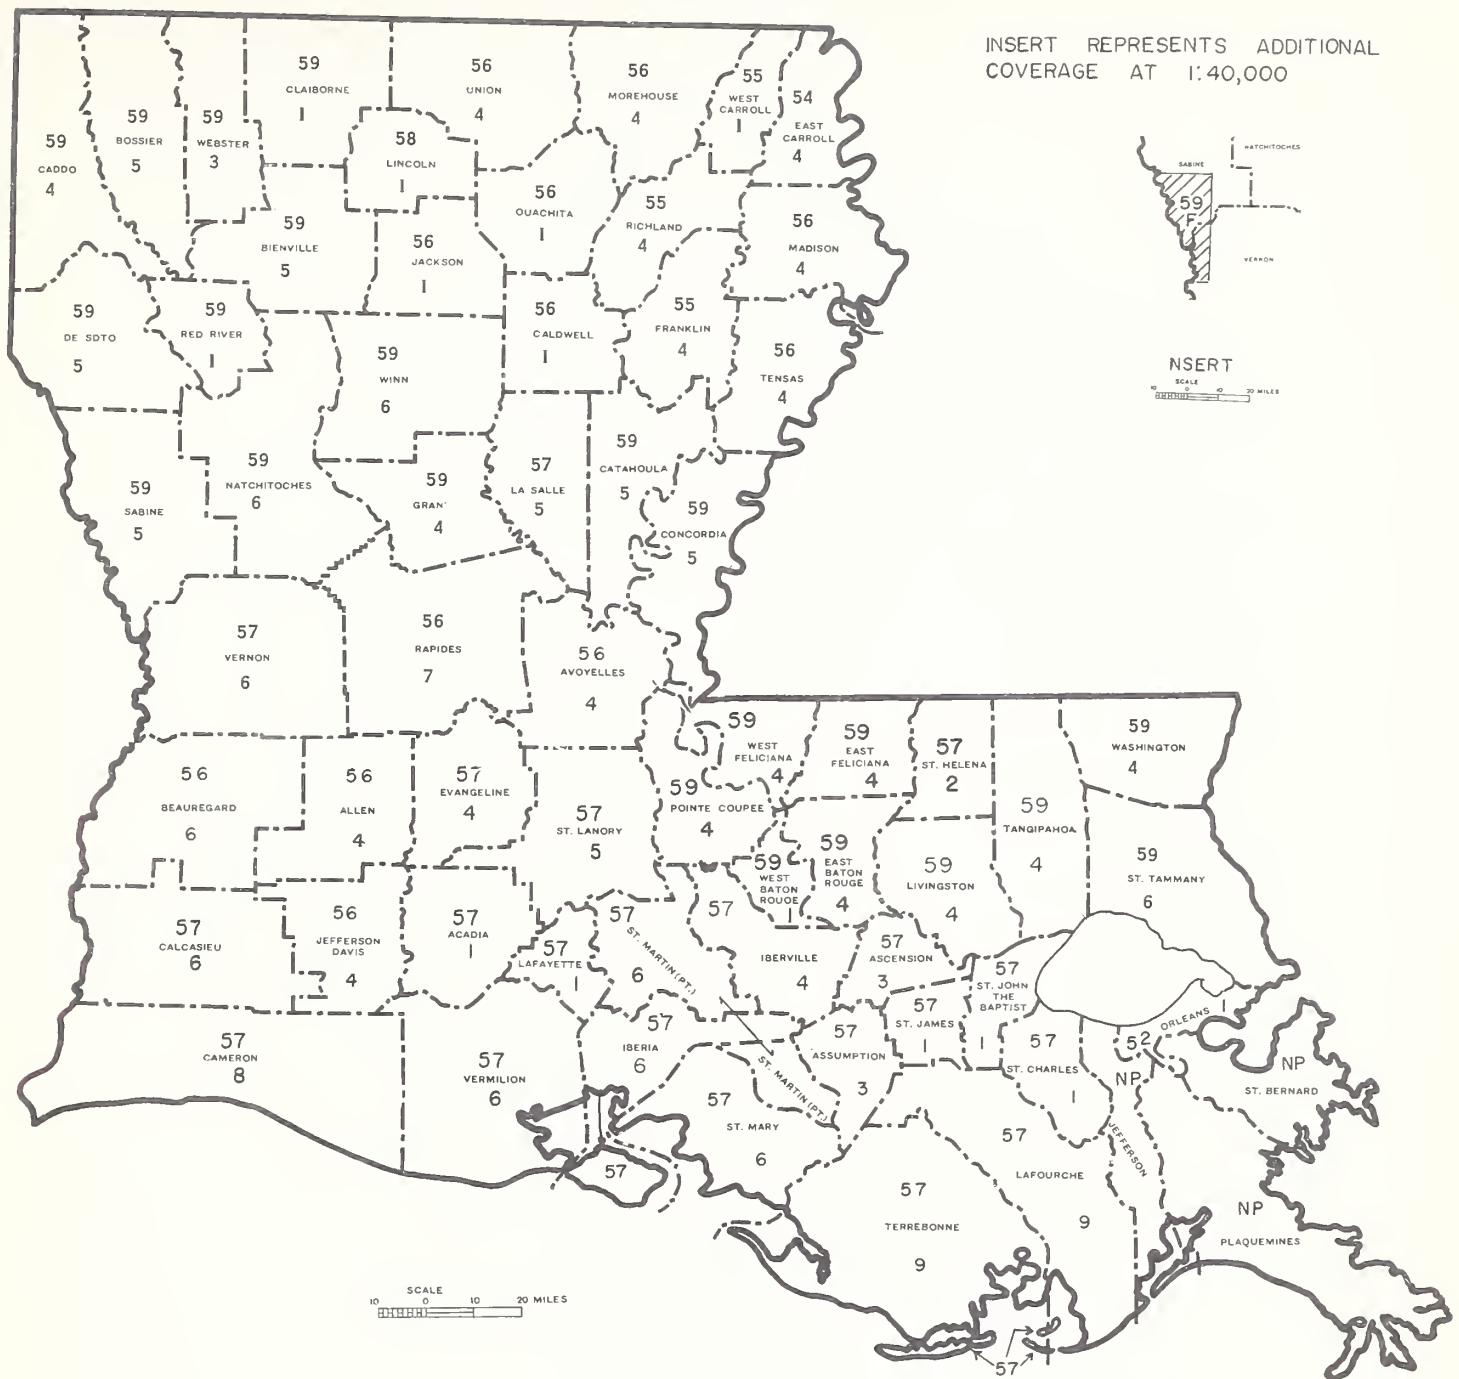 INSERT REPRESENTS ADDITIONAL
COVERAGE AT 1:40,000
59
CADDO
4
59
BOSSIER
5
59
WEBSTER
3
59
CLAIBORNE
1
56
UNION
4
56
MOREHOUSE
4
55
WEST
CARROLL
1
54
EAST
CARROLL
4
58
LINCOLN
1
59
BIENVILLE
5
56
JACKSON
1
56
OUACHITA
1
55
RICHLAND
4
56
MADISON
4
59
DE SDTO
5
59
RED RIVER
1
59
WINN
6
56
CALDWELL
1
55
FRANKLIN
4
56
TENSAS
4
59
SABINE
5
59
NATCHITOCHES
6
59
GRAN'
4
57
LA SALLE
5
59
CATAHOULA
5
59
CONCORDIA
5
57
VERNON
6
56
RAPIDES
7
56
AVOYELLES
4
SABINE
NATCHITOCHES
59
F
VERNON
NSERT
SCALE
10 0 10 20 MILES
56
BEAUREGARD
6
56
ALLEN
4
57
EVANGELINE
4
57
ST. LANORY
5
59
WEST
FELICIANA
4
59
EAST
FELICIANA
4
57
ST. HELENA
2
59
TANGIPAHOA
4
59
WASHINGTON
4
59
POINTE COUPEE
4
59
WEST
BATON
ROUOE
1
59
EAST
BATON
ROUGE
4
59
LIVINGSTON
4
59
ST. TAMMANY
6
57
CALCASIEU
6
56
JEFFERSON
DAVIS
4
57
ACADIA
1
57
LAFAYETTE
1
57
ST. MARTIN (PT.)
6
57
IBERVILLE
4
57
ASCENSION
3
57
ST. JOHN
THE
BAPTIST
1
57
CAMERON
8
57
VERMILION
6
57
IBERIA
6
57
57
ST. MARY
6
ST. MARTIN (PT.)
57
ASSUMPTION
3
57
ST. JAMES
1
57
ST. CHARLES
1
52
ORLEANS
1
NP
JEFFERSON
NP
ST. BERNARD
57
TERREBONNE
9
57
LAFOURCHE
9
NP
PLAQUEMINES
57
SCALE
10 0 10 20 MILES